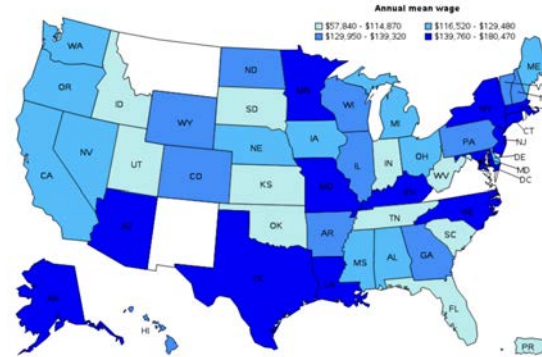 Annual mean wage
$57,840 - $114,870
$116,520 - $129,480
$129,950 - $139,320
$139,760 - $180,470
WA
ME
ND
OR
ID
SD
WI
MI
WY
CT
IA
PA
NJ
NE
NV
OH
DE
IL
IN
UT
MD
WV
CO
DC
CA
KS
TN
OK
AR
SC
MS
AL
GA
FL
HI
PR